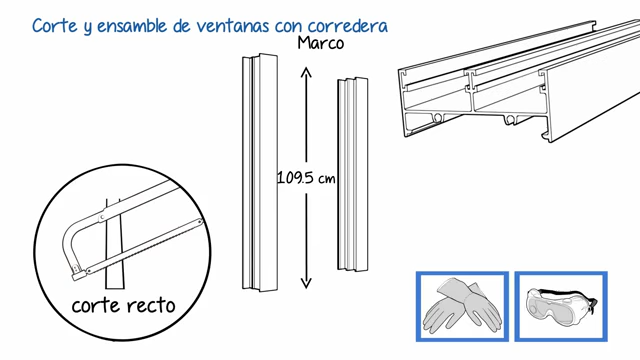 Corte y ensamble de ventanas con corredera
Marco
109.5 cm
corte recto